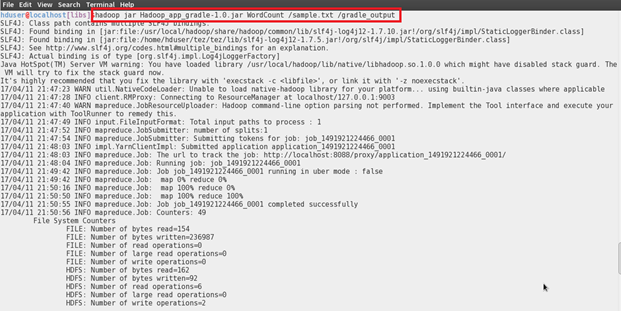 File Edit View Search Terminal Help
hduser@localhost[libs]$hadoop jar Hadoop_app_gradle-1.0.jar WordCount /sample.txt /gradle_output
SLF4J: Class path contains multiple SLF4J bindings.
SLF4J: Found binding in [jar:file:/usr/local/hadoop/share/hadoop/common/lib/slf4j-log4j12-1.7.10.jar!/org/slf4j/impl/StaticLoggerBinder.class]
SLF4J: Found binding in [jar:file:/home/hduser/tez/tez/lib/slf4j-log4j12-1.7.5.jar!/org/slf4j/impl/StaticLoggerBinder.class]
SLF4J: See http://www.slf4j.org/codes.html#multiple_bindings for an explanation.
SLF4J: Actual binding is of type [org.slf4j.impl.Log4jLoggerFactory]
Java HotSpot(TM) Server VM warning: You have loaded library /usr/local/hadoop/lib/native/libhadoop.so.1.0.0 which might have disabled stack guard. The
VM will try to fix the stack guard now.
It's highly recommended that you fix the library with 'execstack -c <libfile>', or link it with '-z noexecstack'.
17/04/11 21:47:23 WARN util.NativeCodeLoader: Unable to load native-hadoop library for your platform... using builtin-java classes where applicable
17/04/11 21:47:28 INFO client.RMProxy: Connecting to ResourceManager at localhost/127.0.0.1:9003
17/04/11 21:47:40 WARN mapreduce.JobResourceUploader: Hadoop command-line option parsing not performed. Implement the Tool interface and execute your
application with ToolRunner to remedy this.
17/04/11 21:47:49 INFO input.FileInputFormat: Total input paths to process : 1
17/04/11 21:47:52 INFO mapreduce.JobSubmitter: number of splits:1
17/04/11 21:47:54 INFO mapreduce.JobSubmitter: Submitting tokens for job: job_1491921224466_0001
17/04/11 21:48:03 INFO impl.YarnClientImpl: Submitted application application_1491921224466_0001
17/04/11 21:48:03 INFO mapreduce.Job: The url to track the job: http://localhost:8088/proxy/application_1491921224466_0001/
17/04/11 21:48:04 INFO mapreduce.Job: Running job: job_1491921224466_0001
17/04/11 21:49:42 INFO mapreduce.Job: Job job_1491921224466_0001 running in uber mode : false
17/04/11 21:49:42 INFO mapreduce.Job:  map 0% reduce 0%
17/04/11 21:50:16 INFO mapreduce.Job:  map 100% reduce 0%
17/04/11 21:50:50 INFO mapreduce.Job:  map 100% reduce 100%
17/04/11 21:50:55 INFO mapreduce.Job: Job job_1491921224466_0001 completed successfully
17/04/11 21:50:56 INFO mapreduce.Job: Counters: 49
File System Counters
FILE: Number of bytes read=154
FILE: Number of bytes written=236987
FILE: Number of read operations=0
FILE: Number of large read operations=0
FILE: Number of write operations=0
HDFS: Number of bytes read=162
HDFS: Number of bytes written=92
HDFS: Number of read operations=6
HDFS: Number of large read operations=0
HDFS: Number of write operations=2